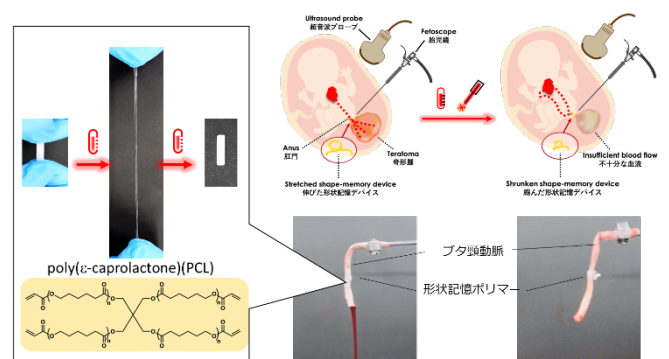 Ultrasound probe
超音波プローブ
Fetoscope
胎児鏡
Anus
肛門
Teratoma
奇形腫
Stretched shape-memory device
伸びた形状記憶デバイス
Insufficient blood flow
不十分な血流
Shrunken shape-memory device
縮んだ形状記憶デバイス
poly(ε-caprolactone)(PCL)
O
O
O
O
O
n
n
O
O
O
O
O
O
O
O
O
n
n
O
O
ブタ頸動脈
形状記憶ポリマ